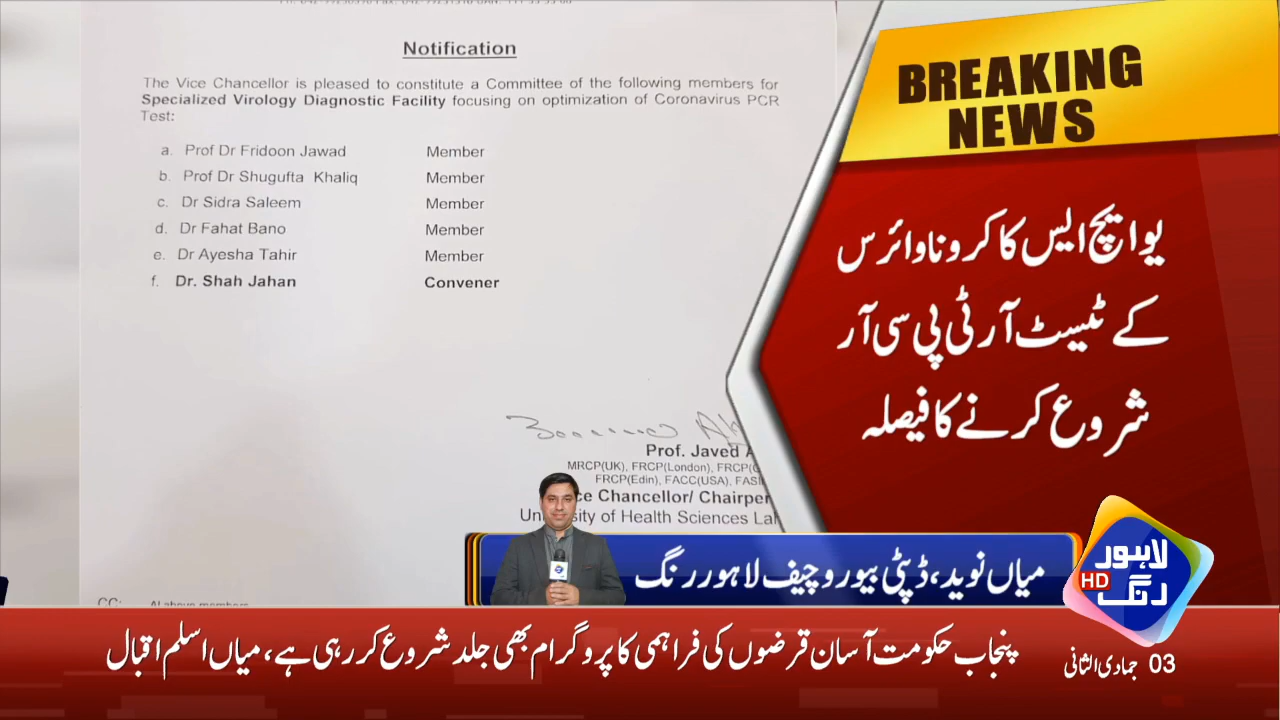 Notification
The Vice Chancellor is pleased to constitute a Committee of the following members for
Specialized Virology Diagnostic Facility focusing on optimization of Coronavirus PCR
Test:
a. Prof Dr Fridoon Jawad Member
b. Prof Dr Shugufta Khaliq Member
c. Dr Sidra Saleem Member
d. Dr Fahat Bano Member
e. Dr Ayesha Tahir Member
f. Dr. Shah Jahan Convener
Prof. Javed
MRCP(UK), FRCP(London),
FRCP(Edin), FACC(USA),
Chancellor/
of Health Sciences
CC:
BREAKING
NEWS
یو ایچ ایس کا کرونا وائرس
کے ٹیسٹ آر ٹی پی سی آر
شروع کرنے کا فیصلہ
میاں نوید، ڈپٹی بیورو چیف لاہور رنگ
لاہور
HD رنگ
پنجاب حکومت آسان قرضوں کی فراہمی کا پروگرام بھی جلد شروع کر رہی ہے، میاں اسلم اقبال
03 جمادی الثانی